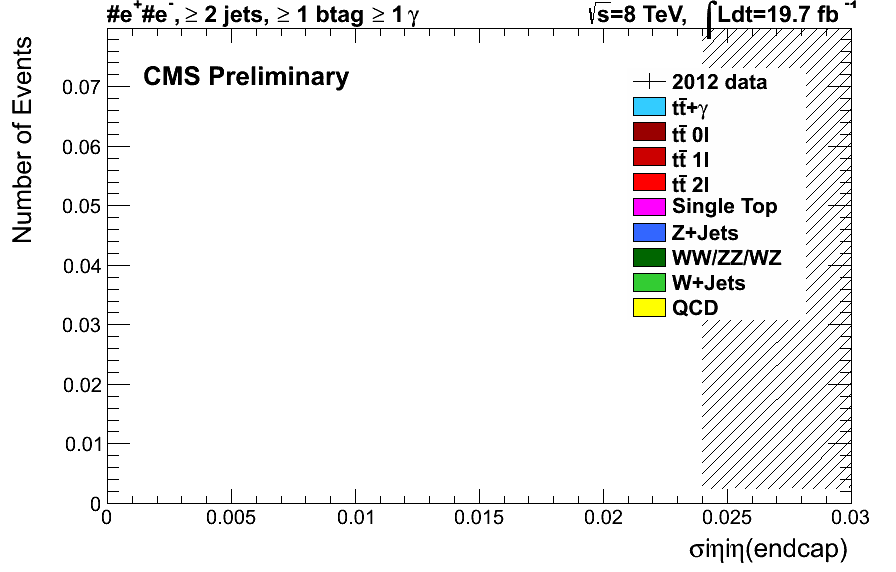 #e⁺#e⁻, ≥ 2 jets, ≥ 1 btag ≥ 1 γ
√s=8 TeV, ∫Ldt=19.7 fb⁻¹
Number of Events
CMS Preliminary
2012 data
tt̄+γ
tt̄ 0l
tt̄ 1l
tt̄ 2l
Single Top
Z+Jets
WW/ZZ/WZ
W+Jets
QCD
0.07
0.06
0.05
0.04
0.03
0.02
0.01
0
0 0.005 0.01 0.015 0.02 0.025 0.03
σiηiη(endcap)